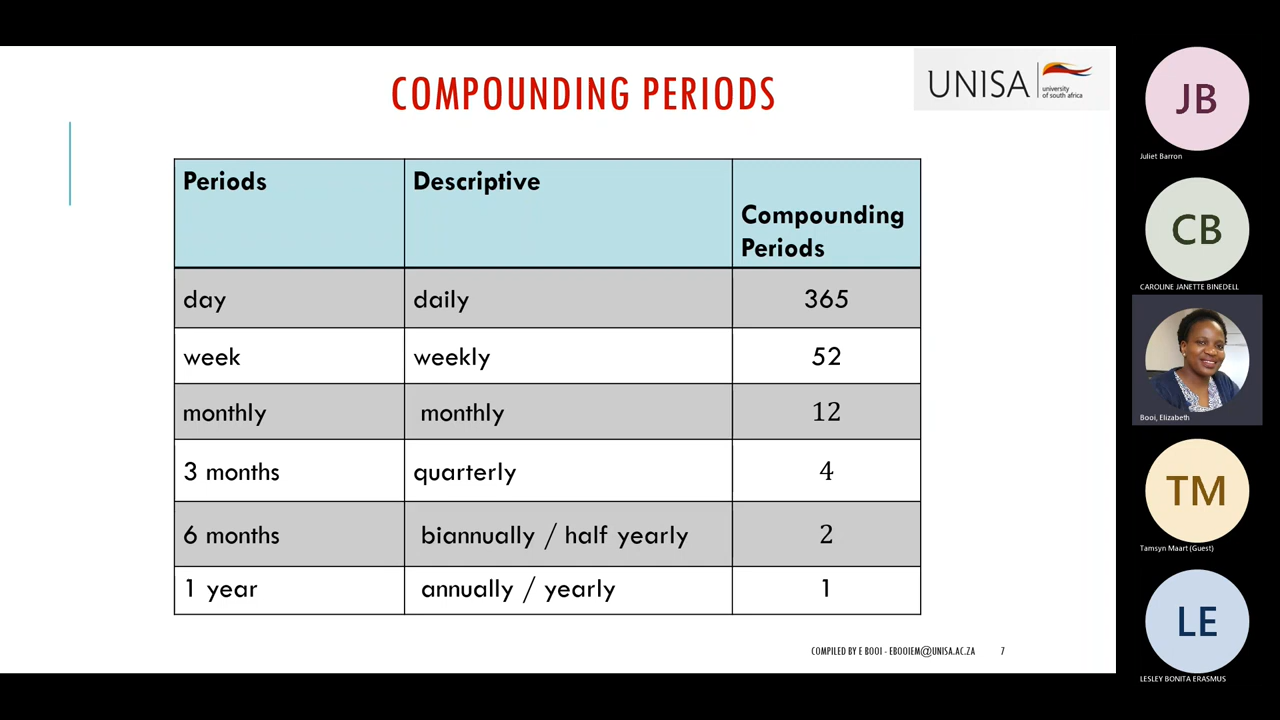 COMPOUNDING PERIODS
UNISA
university
of south africa
Periods
Descriptive
Compounding
Periods
day
daily
365
week
weekly
52
monthly
monthly
12
3 months
quarterly
4
6 months
biannually / half yearly
2
1 year
annually / yearly
1
COMPILED BY E BOOI - EBOOIEM@UNISA.AC.ZA
7
JB
Juliet Barron
CB
CAROLINE JANETTE BINEDELL
Booi, Elizabeth
TM
Tamsyn Maart (Guest)
LE
LESLEY BONITA ERASMUS